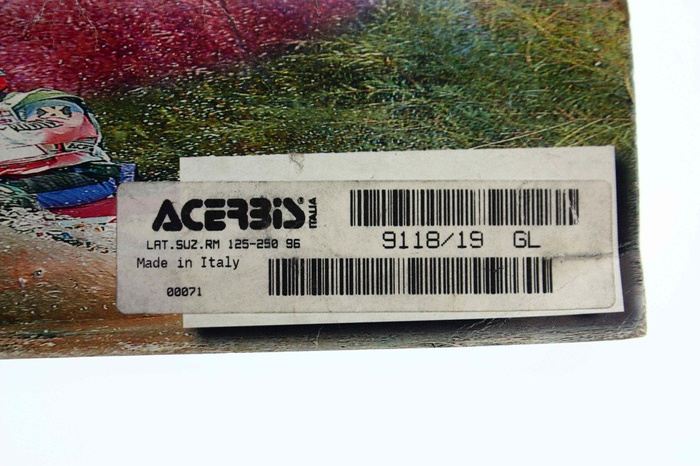 ACERBIS® ITALIA
LAT.SUZ.RM 125-250 96
Made in Italy
00071
9118/19 GL